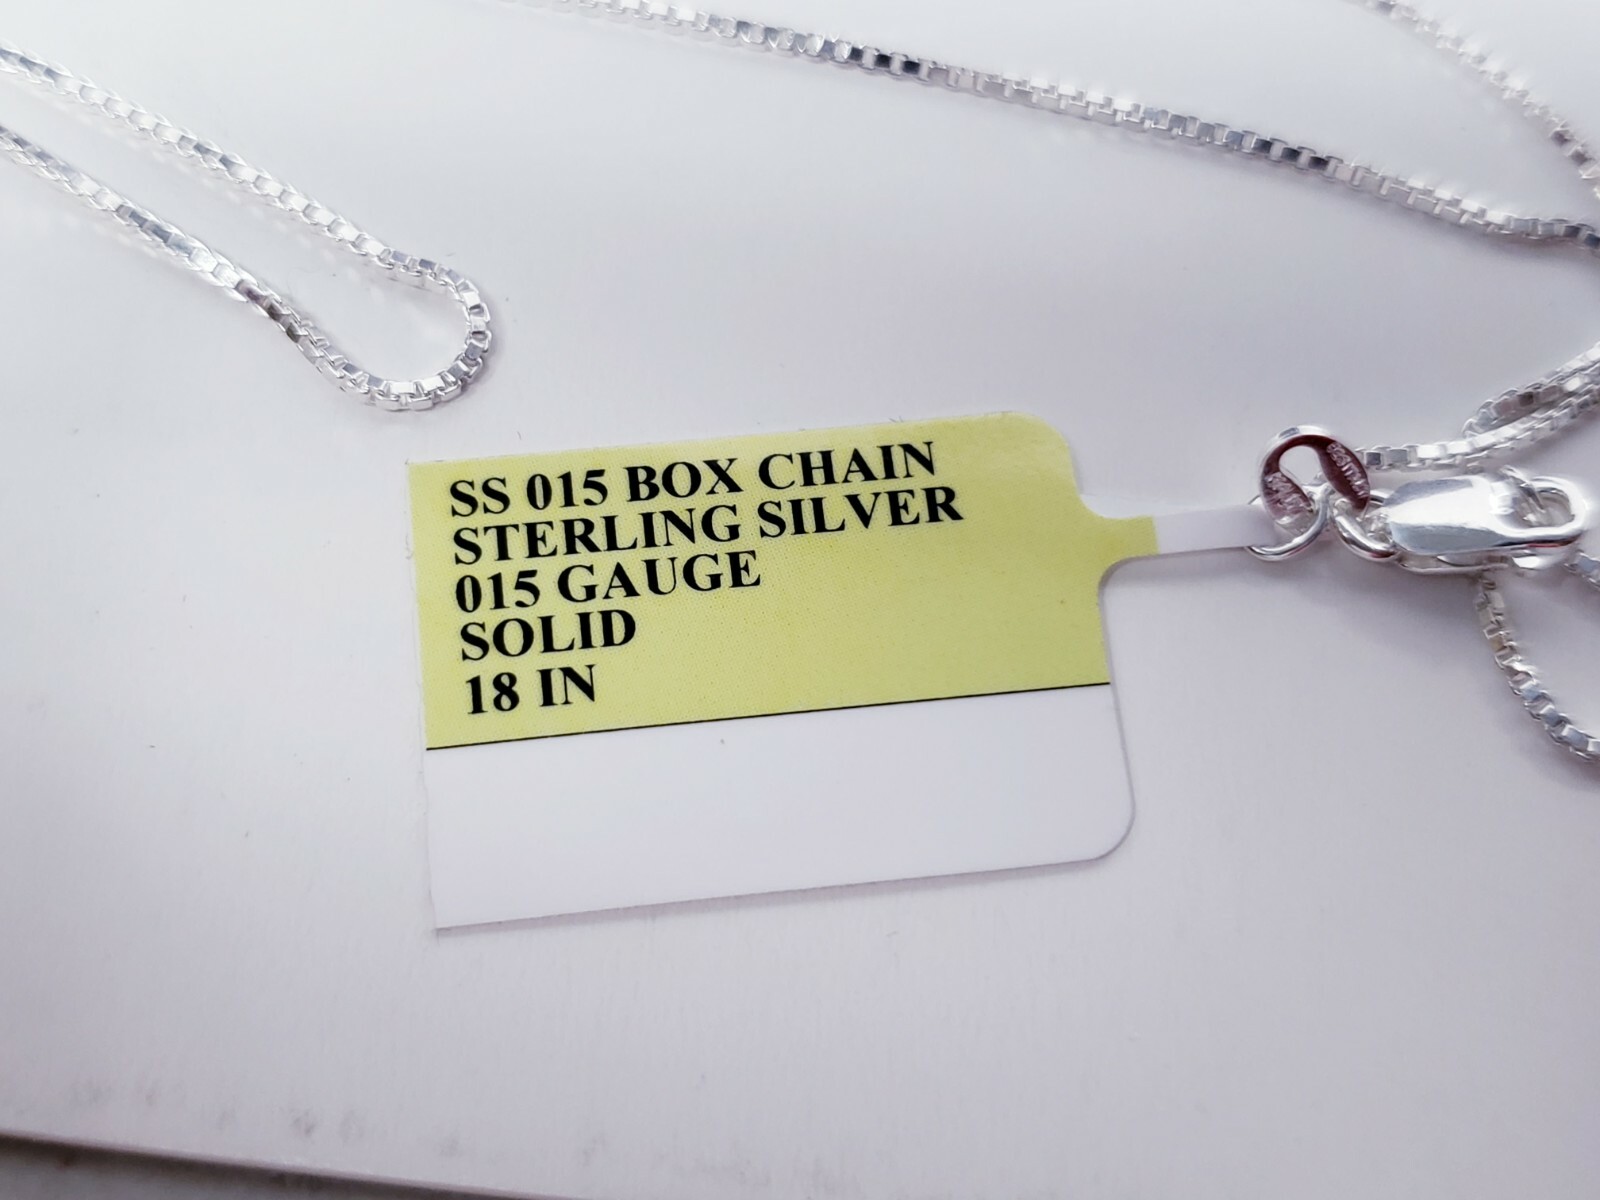 SS 015 BOX CHAIN
STERLING SILVER
015 GAUGE
SOLID
18 IN